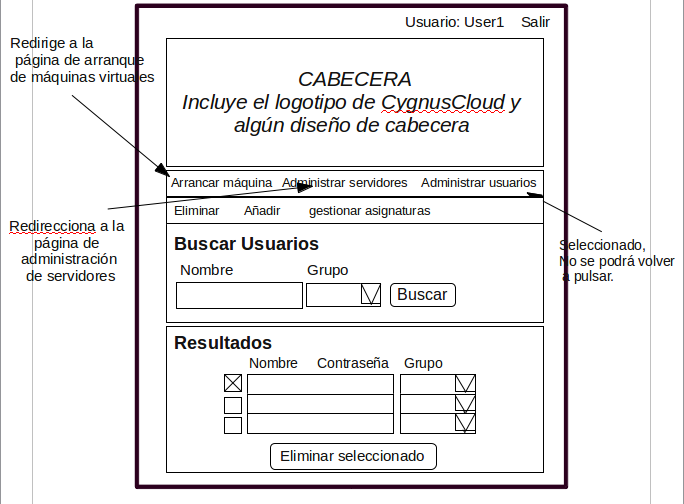 Usuario: User1 Salir
Redirige a la
página de arranque
de máquinas virtuales
CABECERA
Incluye el logotipo de CygnusCloud y
algún diseño de cabecera
Arrancar máquina Administrar servidores Administrar usuarios
Eliminar Añadir gestionar asignaturas
Redirecciona a la
página de
administración
de servidores
Seleccionado,
No se podrá volver
a pulsar.
Buscar Usuarios
Nombre Grupo
Buscar
Resultados
Nombre Contraseña Grupo
Eliminar seleccionado